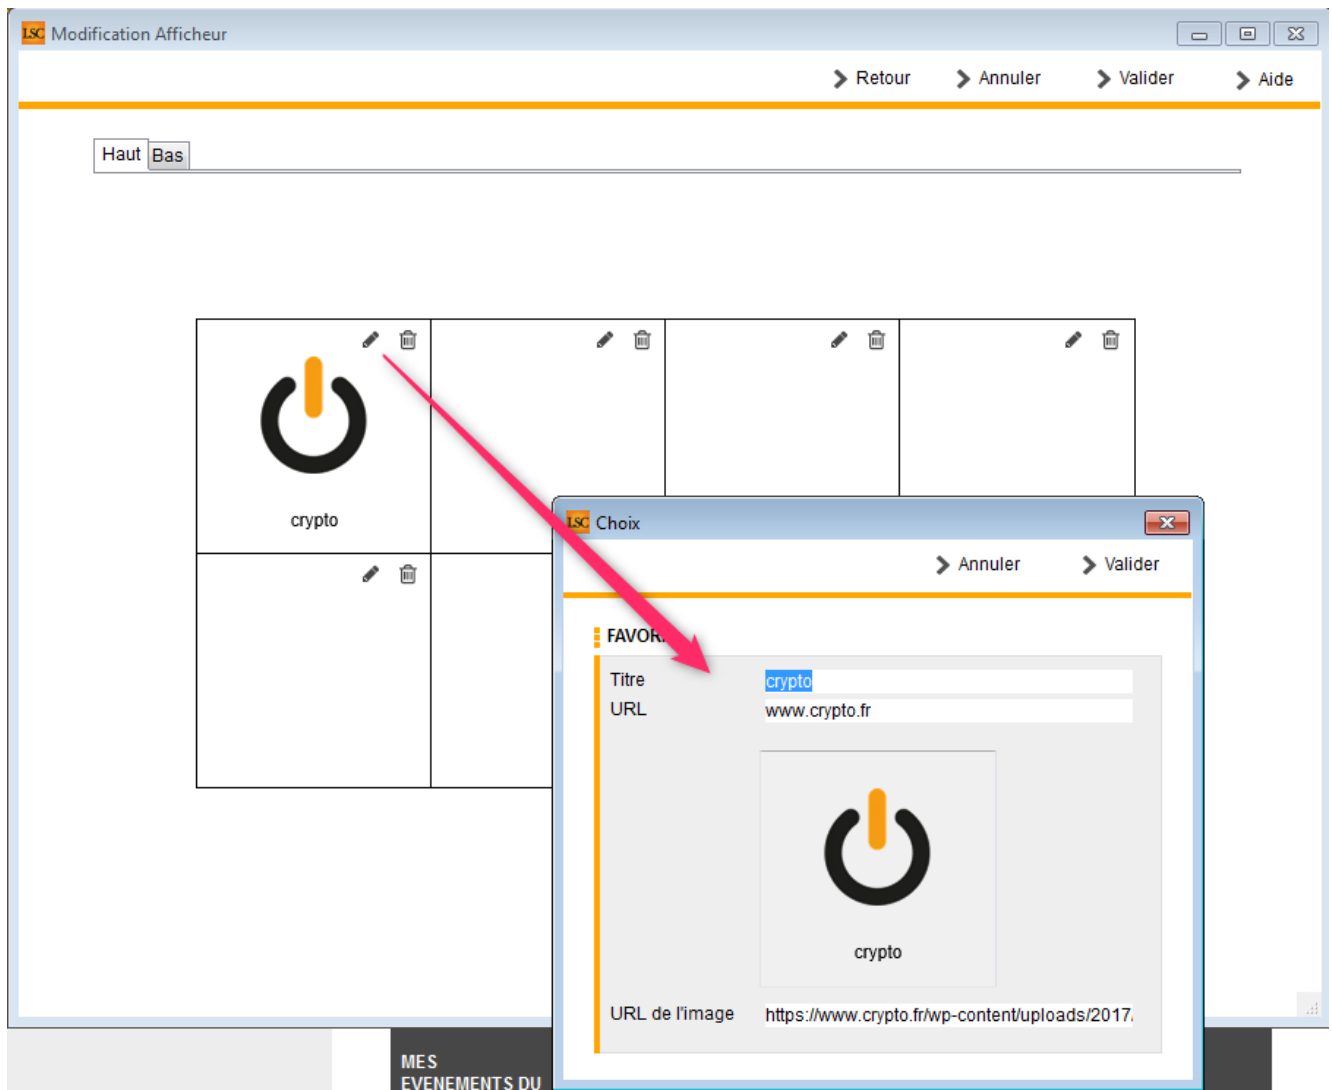 LSC Modification Afficheur
Retour Annuler Valider Aide
Haut Bas
crypto
LSC Choix
Annuler Valider
Titre crypto
URL www.crypto.fr
crypto
URL de l'image https://www.crypto.fr/wp-content/uploads/2017
MES
EVENEMENTS DU